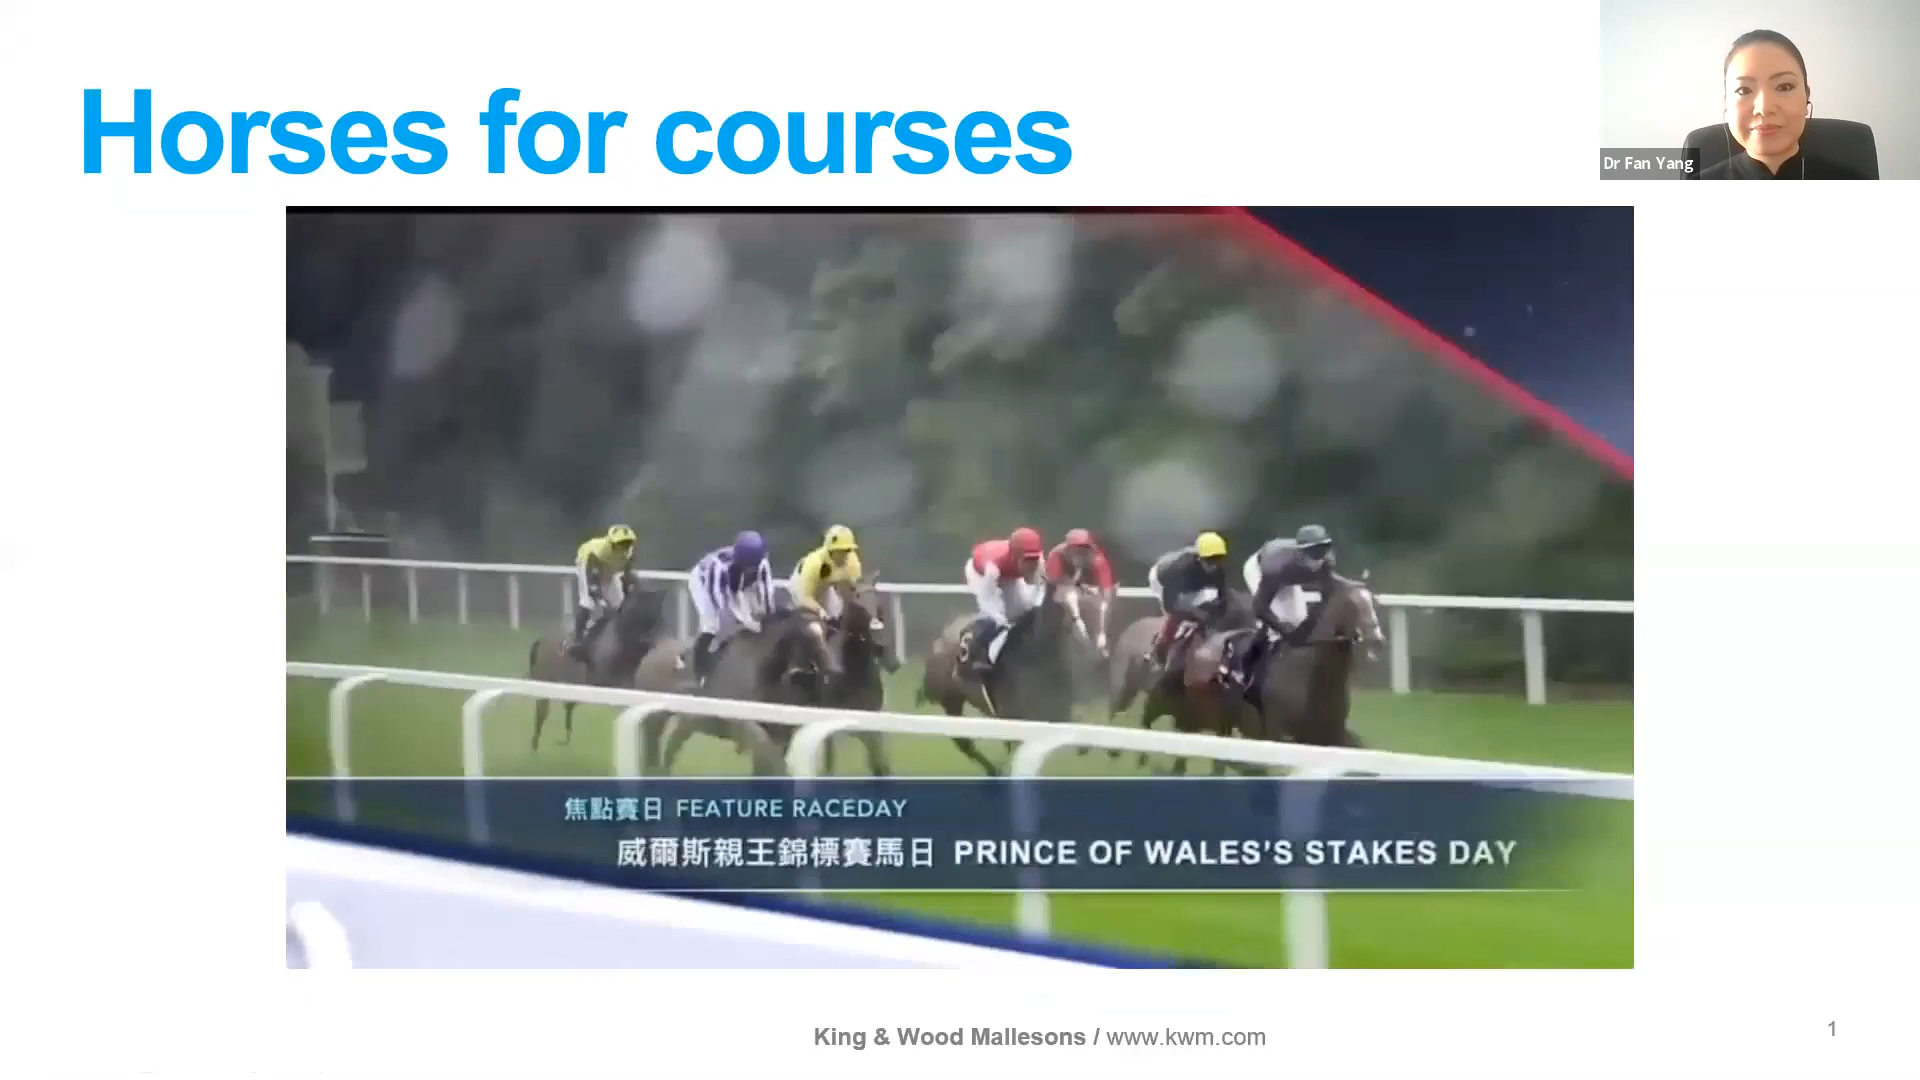 Horses for courses
Dr Fan Yang
焦點賽日 FEATURE RACEDAY
威爾斯親王錦標賽馬日 PRINCE OF WALES'S STAKES DAY
King & Wood Mallesons / www.kwm.com
1